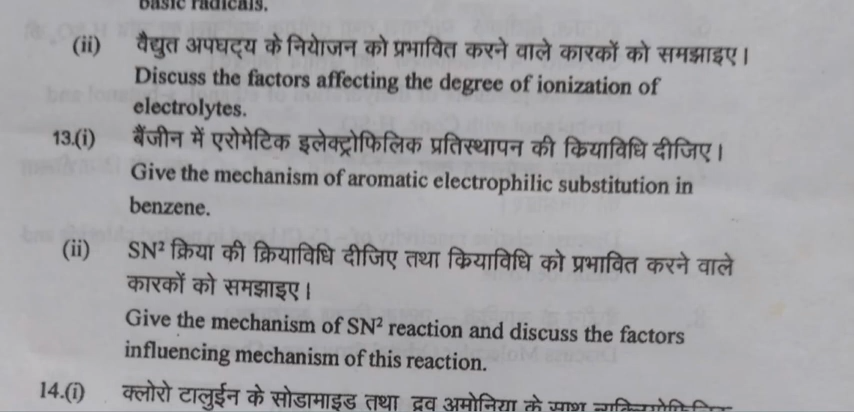 basic radicals.
(ii) वैद्युत अपघट्य के नियोजन को प्रभावित करने वाले कारकों को समझाइए।
Discuss the factors affecting the degree of ionization of
electrolytes.
13.(i) बैंजीन में एरोमेटिक इलेक्ट्रोफिलिक प्रतिस्थापन की कियाविधि दीजिए।
Give the mechanism of aromatic electrophilic substitution in
benzene.
(ii) SN² क्रिया की क्रियाविधि दीजिए तथा कियाविधि को प्रभावित करने वाले
कारकों को समझाइए।
Give the mechanism of SN² reaction and discuss the factors
influencing mechanism of this reaction.
14.(i) क्लोरो टालुईन के सोडामाइड तथा द्रव अमोनिया के साथ